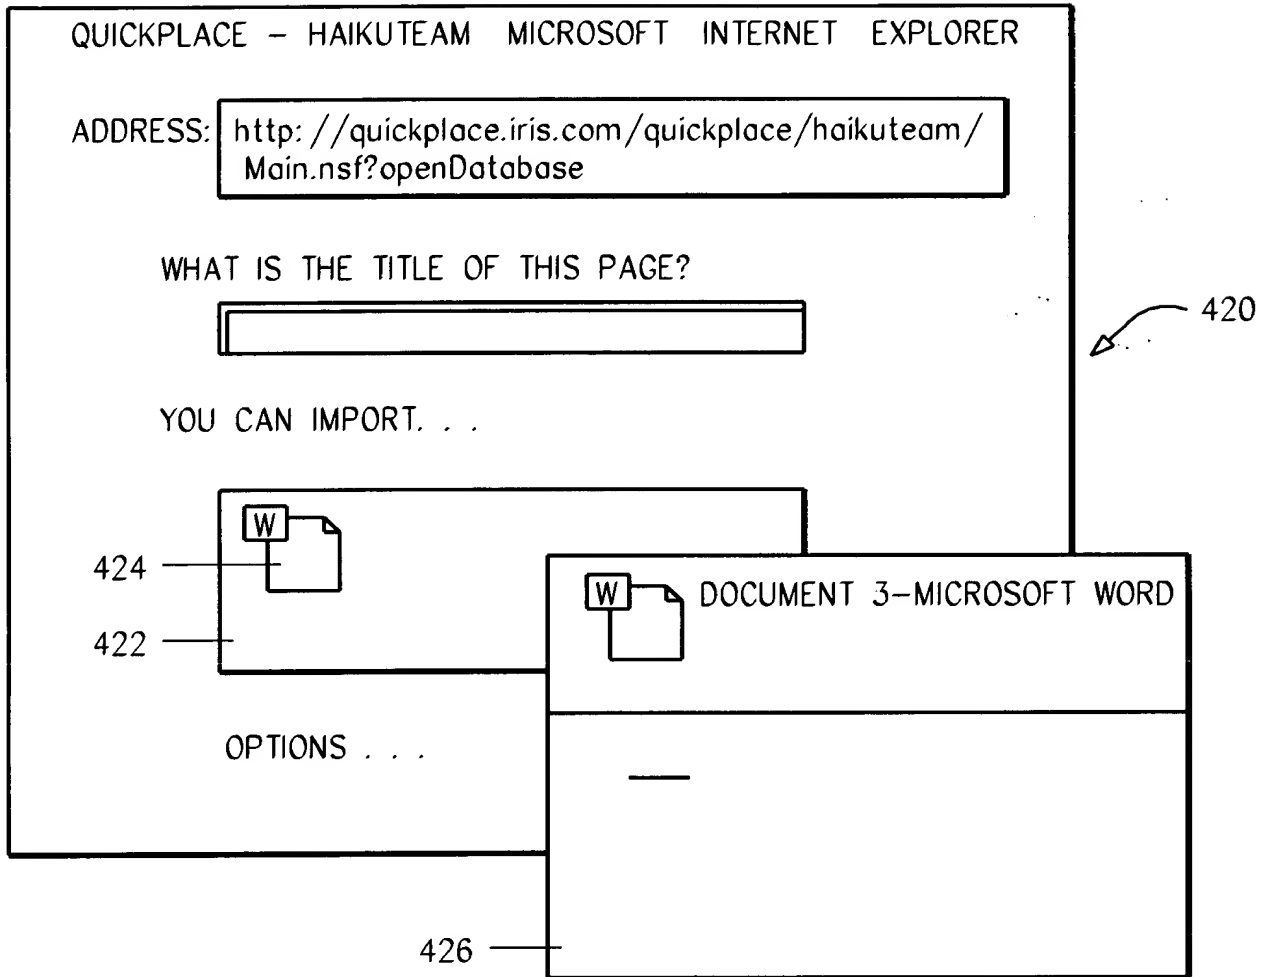 QUICKPLACE – HAIKUTEAM MICROSOFT INTERNET EXPLORER
ADDRESS: http://quickplace.iris.com/quickplace/haikuteam/
Main.nsf?openDatabase
WHAT IS THE TITLE OF THIS PAGE?
420
YOU CAN IMPORT. . .
W
424
W DOCUMENT 3–MICROSOFT WORD
422
OPTIONS . . .
426